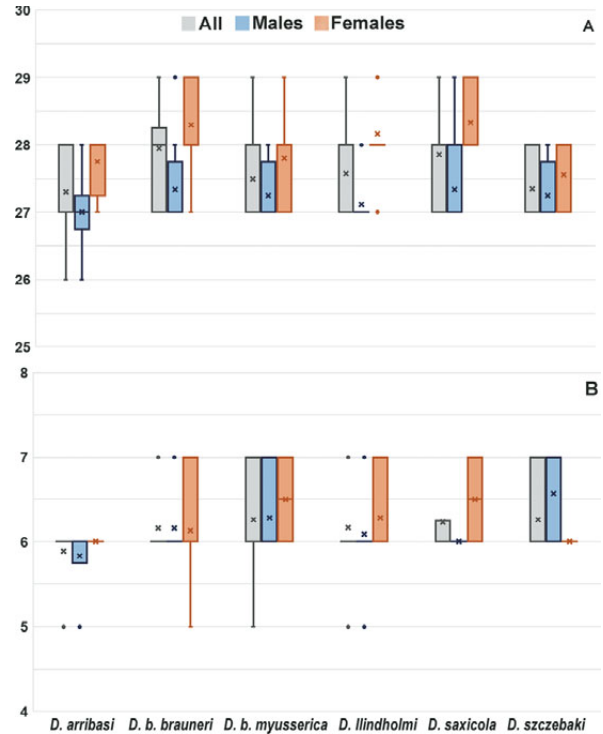 30
All Males Females
A
29
28
27
26
25
8
B
7
6
5
4
D. arribasi D. b. brauneri D. b. myusserica D. llindholmi D. saxicola D. szczebaki